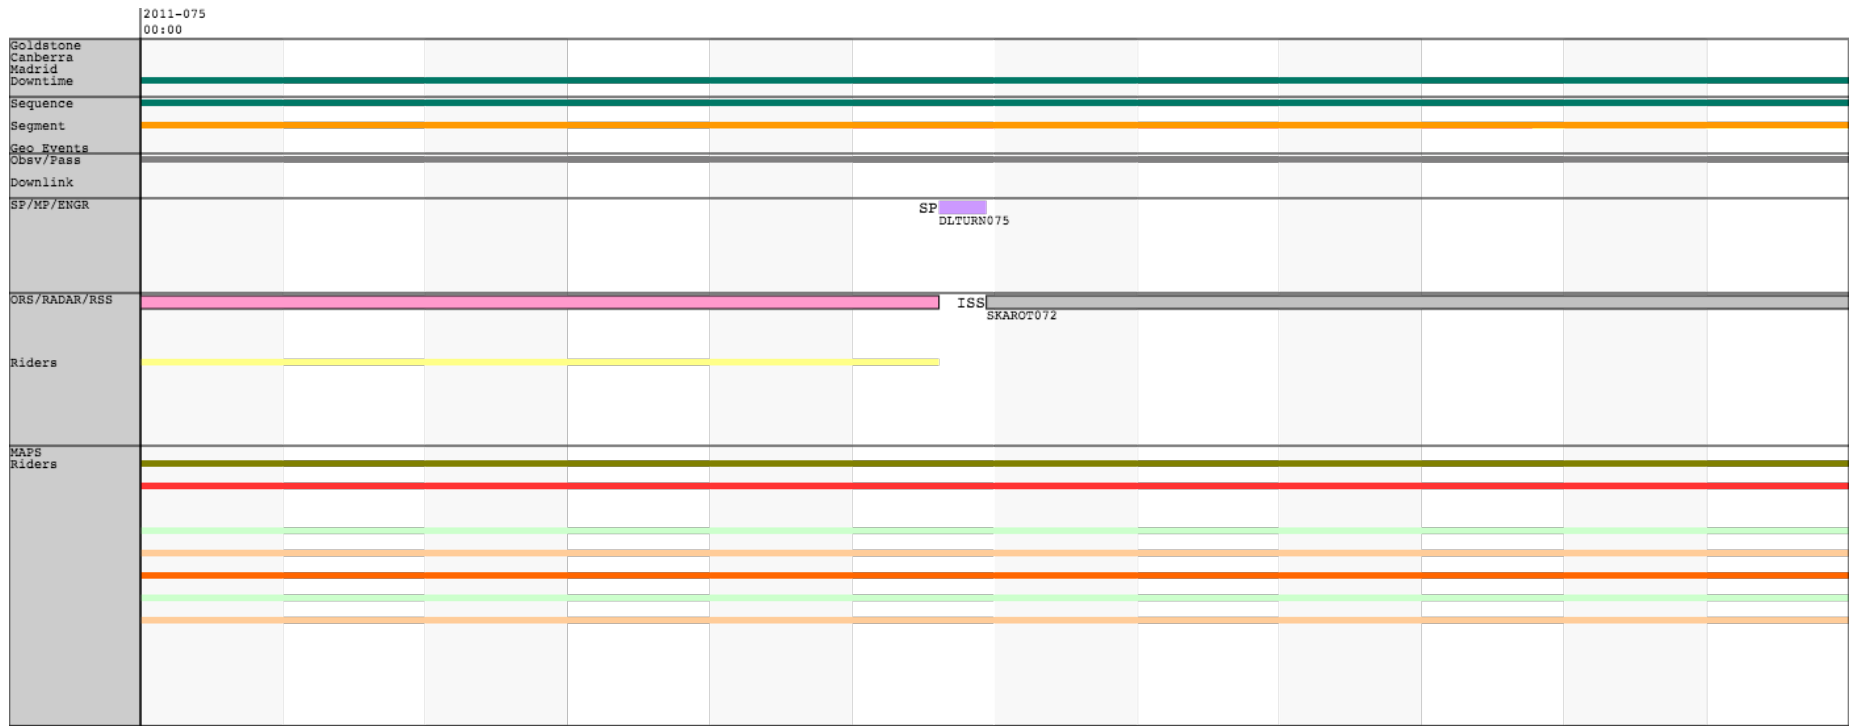 2011-075
00:00
Goldstone
Canberra
Madrid
Downtime
Sequence
Segment
Geo Events
Obsv/Pass
Downlink
SP/MP/ENGR
SP
DLTURN075
ORS/RADAR/RSS
ISS
SKAROT072
Riders
MAPS
Riders